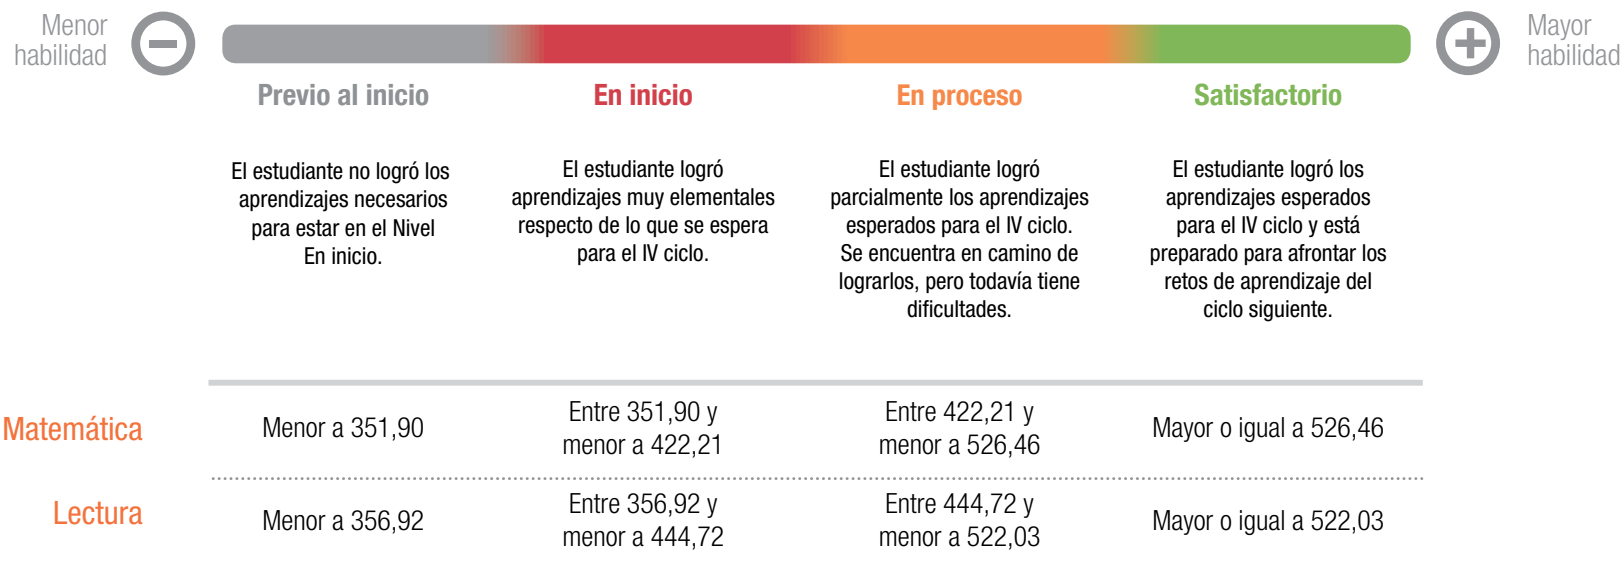 Menor
habilidad
Mayor
habilidad
Previo al inicio
En inicio
En proceso
Satisfactorio
El estudiante no logró los
aprendizajes necesarios
para estar en el Nivel
En inicio.
El estudiante logró
aprendizajes muy elementales
respecto de lo que se espera
para el IV ciclo.
El estudiante logró
parcialmente los aprendizajes
esperados para el IV ciclo.
Se encuentra en camino de
lograrlos, pero todavía tiene
dificultades.
El estudiante logró los
aprendizajes esperados
para el IV ciclo y está
preparado para afrontar los
retos de aprendizaje del
ciclo siguiente.
Matemática
Menor a 351,90
Entre 351,90 y
menor a 422,21
Entre 422,21 y
menor a 526,46
Mayor o igual a 526,46
Lectura
Menor a 356,92
Entre 356,92 y
menor a 444,72
Entre 444,72 y
menor a 522,03
Mayor o igual a 522,03